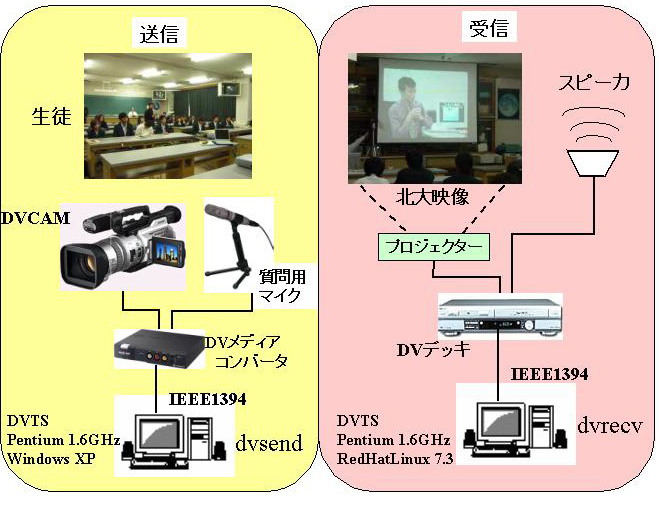 送信
生徒
DVCAM
質問用
マイク
DVメディア
コンバータ
IEEE1394
DVTS
Pentium 1.6GHz
Windows XP
dvsend
受信
スピーカ
北大映像
プロジェクター
DVデッキ
IEEE1394
DVTS
Pentium 1.6GHz
RedHatLinux 7.3
dvrecv